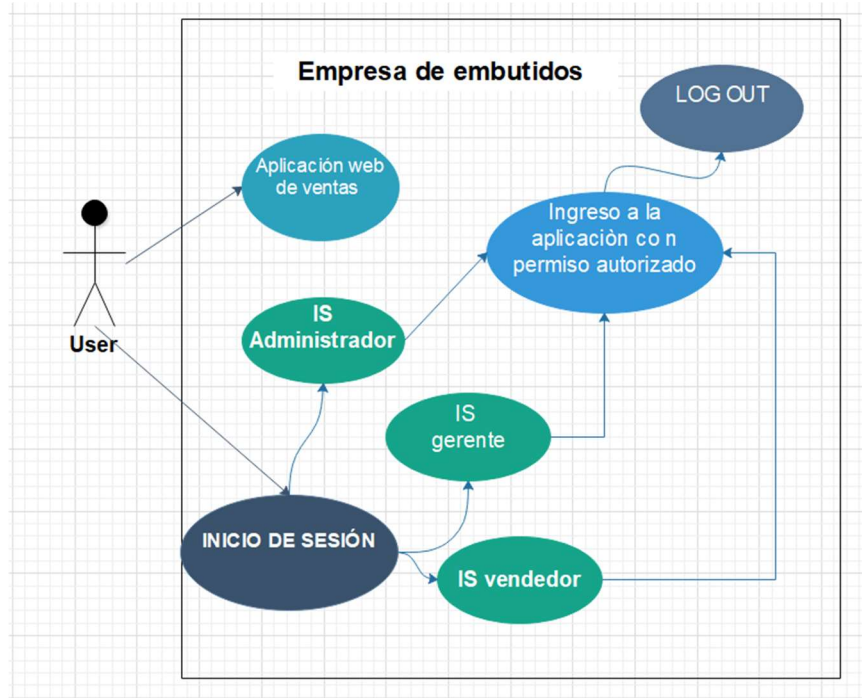 Empresa de embutidos
LOG OUT
Aplicación web
de ventas
Ingreso a la
aplicaciòn co n
permiso autorizado
IS
Administrador
User
IS
gerente
INICIO DE SESIÓN
IS vendedor